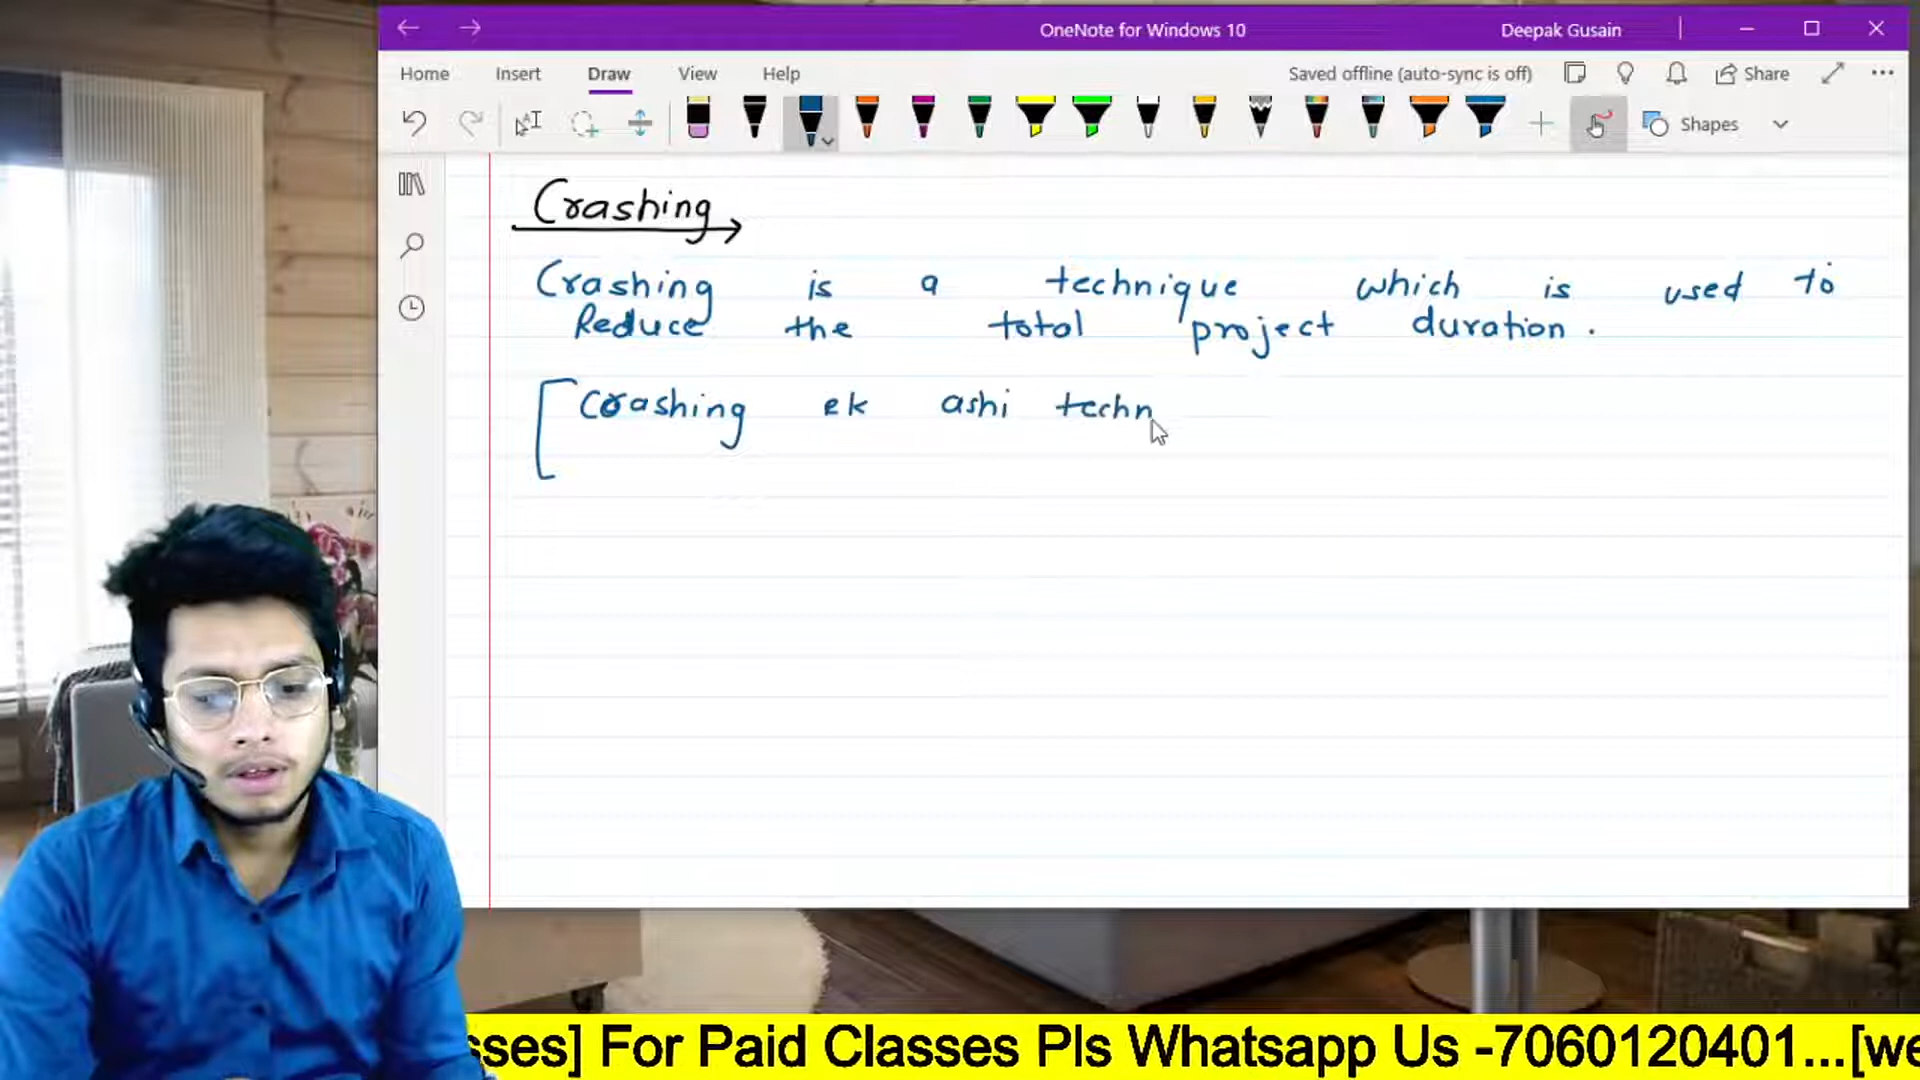 OneNote for Windows 10
Deepak Gusain
Home Insert Draw View Help
Saved offline (auto-sync is off)
Share
Shapes
Crashing
Crashing is a technique which is used to
Reduce the total project duration.
Crashing ek ashi techn
sses] For Paid Classes Pls Whatsapp Us -7060120401...[we